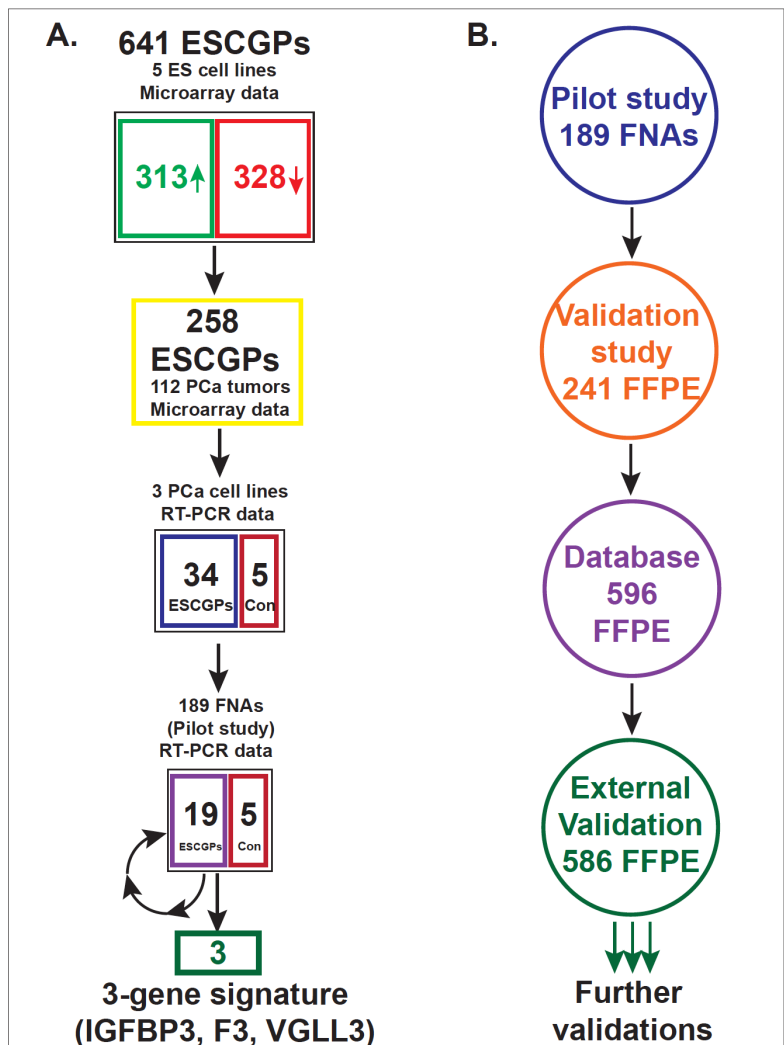 A.
641 ESCGPs
5 ES cell lines
Microarray data
313↑ 328↓
258
ESCGPs
112 PCa tumors
Microarray data
3 PCa cell lines
RT-PCR data
34 5
ESCGPs Con
189 FNAs
(Pilot study)
RT-PCR data
19 5
ESCGPs Con
3
3-gene signature
(IGFBP3, F3, VGLL3)
B.
Pilot study
189 FNAs
Validation
study
241 FFPE
Database
596
FFPE
External
Validation
586 FFPE
Further
validations